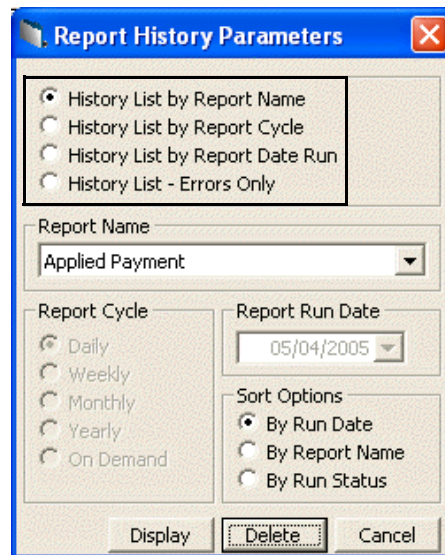 Report History Parameters
History List by Report Name
History List by Report Cycle
History List by Report Date Run
History List - Errors Only
Report Name
Applied Payment
Report Cycle
Daily
Weekly
Monthly
Yearly
On Demand
Report Run Date
05/04/2005
Sort Options
By Run Date
By Report Name
By Run Status
Display Delete Cancel